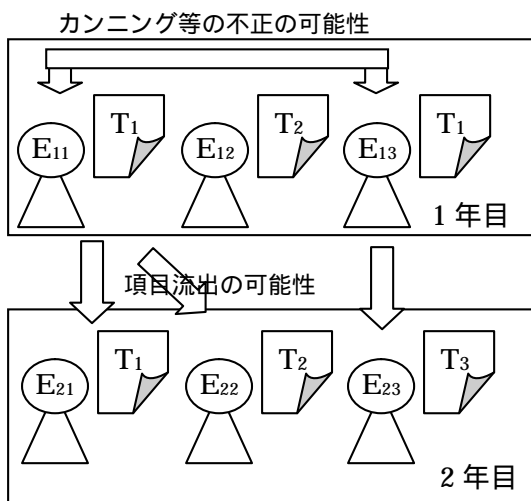 カンニング等の不正の可能性
E11 T1 E12 T2 E13 T1
1 年目
項目流出の可能性
E21 T1 E22 T2 E23 T3
2 年目